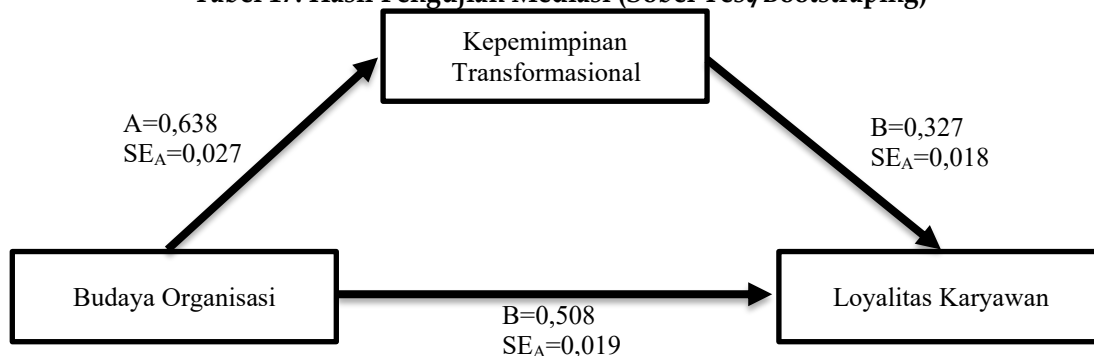 Tabel 17. Hasil Pengujian Mediasi (Sobel Test/Bootstraping)
Kepemimpinan
Transformasional
A=0,638
SEA=0,027
B=0,327
SEA=0,018
Budaya Organisasi
Loyalitas Karyawan
B=0,508
SEA=0,019